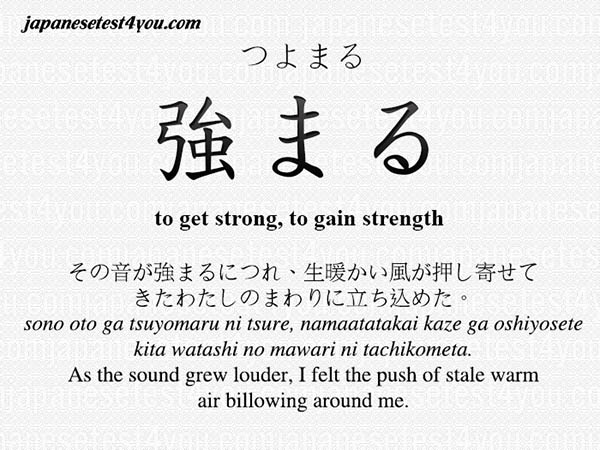 japanesetest4you.com
つよまる
強まる
to get strong, to gain strength
その音が強まるにつれ、生暖かい風が押し寄せて
きたわたしのまわりに立ち込めた。
sono oto ga tsuyomaru ni tsure, namaatatakai kaze ga oshiyosete
kita watashi no mawari ni tachikometa.
As the sound grew louder, I felt the push of stale warm
air billowing around me.